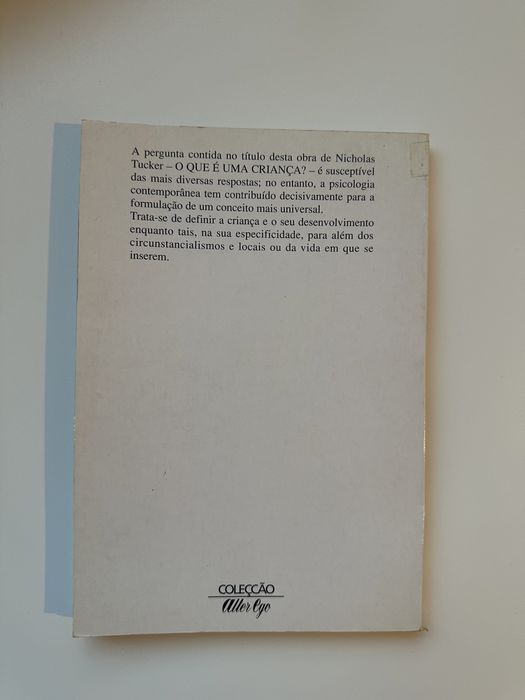 A pergunta contida no título desta obra de Nicholas
Tucker – O QUE É UMA CRIANÇA? – é susceptível
das mais diversas respostas; no entanto, a psicologia
contemporânea tem contribuído decisivamente para a
formulação de um conceito mais universal.
Trata-se de definir a criança e o seu desenvolvimento
enquanto tais, na sua especificidade, para além dos
circunstancialismos e locais ou da vida em que se
inserem.
COLECÇÃO
Alter Ego